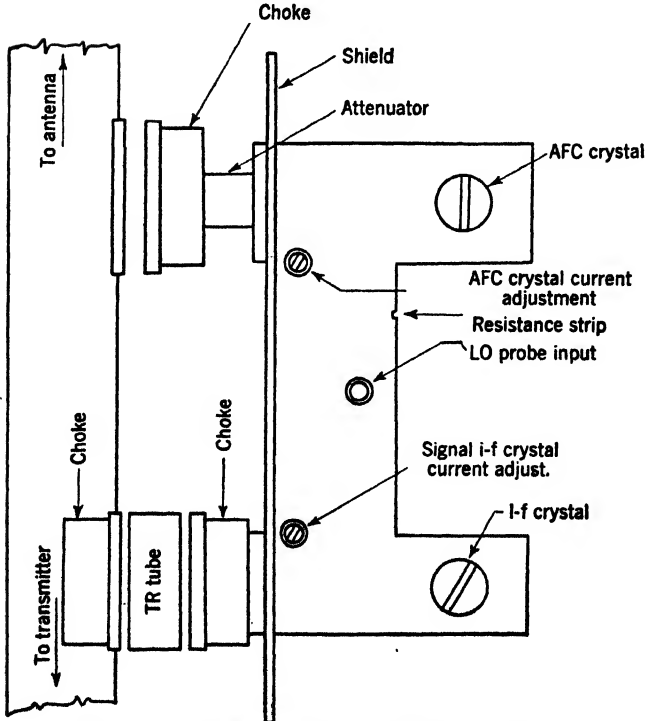 Choke
Shield
Attenuator
To antenna
AFC crystal
AFC crystal current
adjustment
Resistance strip
LO probe input
Choke
Choke
Signal i-f crystal
current adjust.
I-f crystal
TR tube
To transmitter